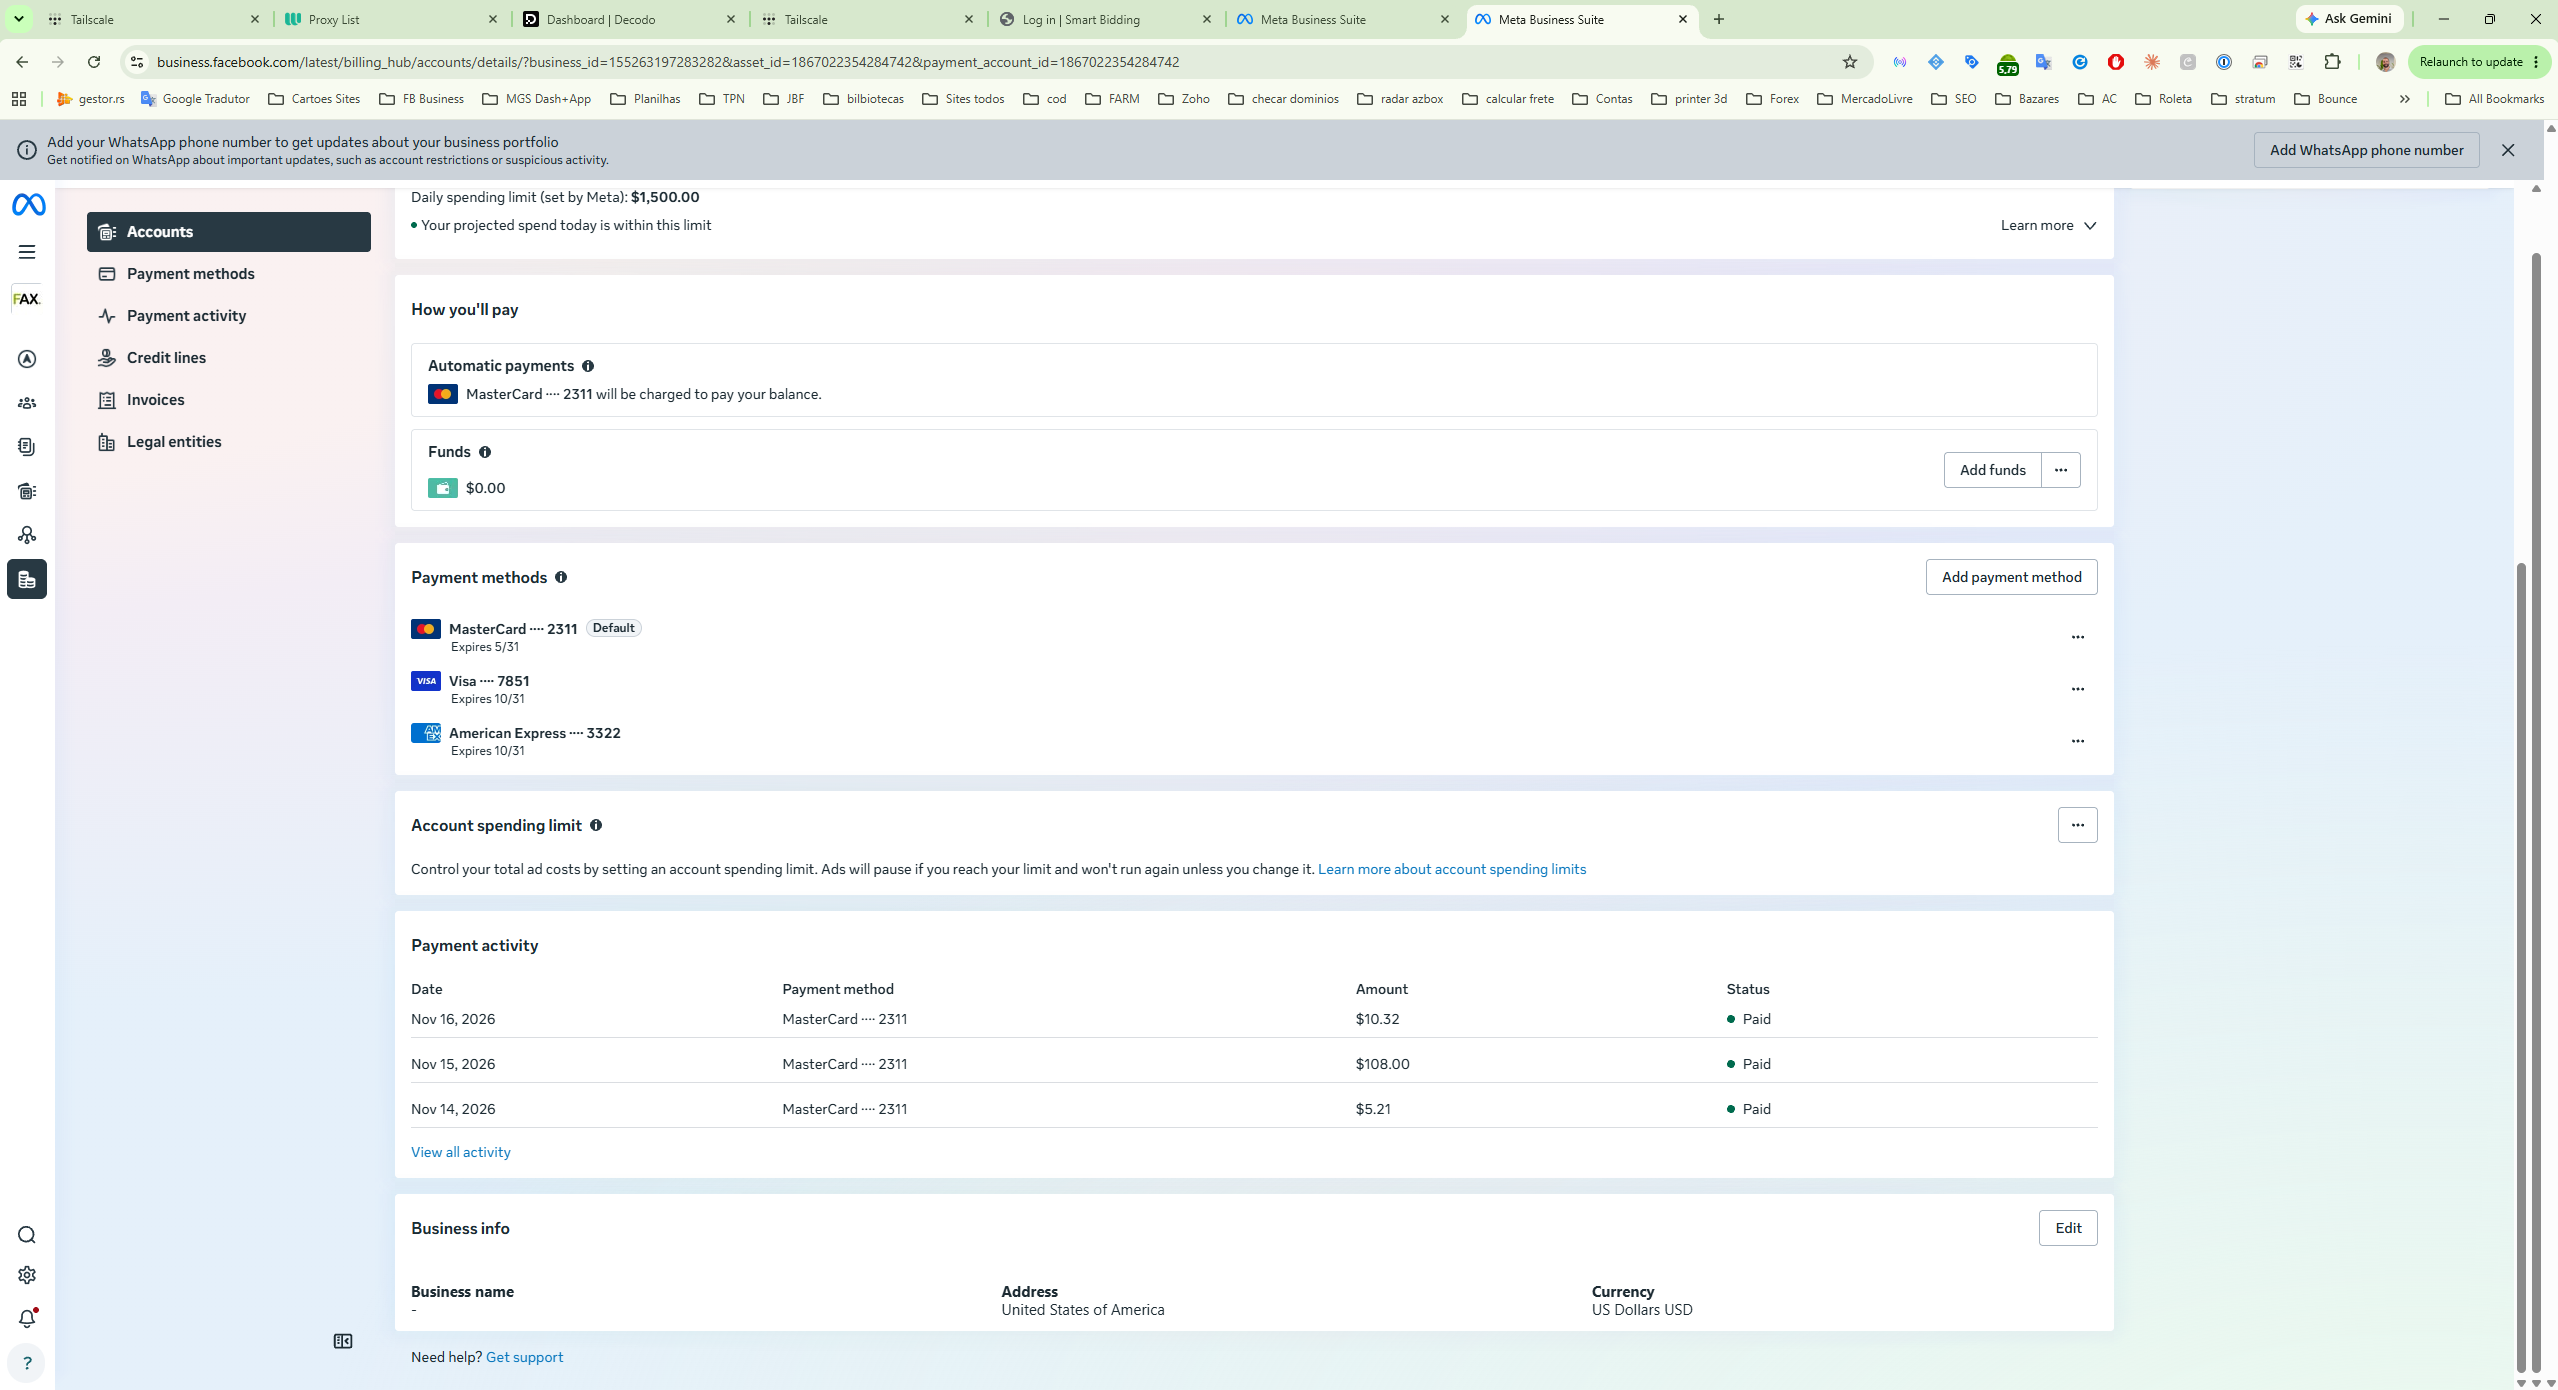 Tailscale
Proxy List
Dashboard | Decodo
Tailscale
Log in | Smart Bidding
Meta Business Suite
Meta Business Suite
Ask Gemini
business.facebook.com/latest/billing_hub/accounts/details/?business_id=155263197283282&asset_id=1867022354284742&payment_account_id=1867022354284742
5,79
Relaunch to update
gestor.rs
Google Tradutor
Cartoes Sites
FB Business
MGS Dash+App
Planilhas
TPN
JBF
bilbiotecas
Sites todos
cod
FARM
Zoho
checar dominios
radar azbox
calcular frete
Contas
printer 3d
Forex
MercadoLivre
SEO
Bazares
AC
Roleta
stratum
Bounce
All Bookmarks
Add your WhatsApp phone number to get updates about your business portfolio
Get notified on WhatsApp about important updates, such as account restrictions or suspicious activity.
Add WhatsApp phone number
FAX.
Accounts
Payment methods
Payment activity
Credit lines
Invoices
Legal entities
Daily spending limit (set by Meta): $1,500.00
Your projected spend today is within this limit
Learn more
How you'll pay
Automatic payments
MasterCard ···· 2311 will be charged to pay your balance.
Funds
$0.00
Add funds
Payment methods
Add payment method
MasterCard ···· 2311 Default
Expires 5/31
VISA Visa ···· 7851
Expires 10/31
AMEX American Express ···· 3322
Expires 10/31
Account spending limit
Control your total ad costs by setting an account spending limit. Ads will pause if you reach your limit and won't run again unless you change it. Learn more about account spending limits
Payment activity
Date Payment method Amount Status
Nov 16, 2026 MasterCard ···· 2311 $10.32 Paid
Nov 15, 2026 MasterCard ···· 2311 $108.00 Paid
Nov 14, 2026 MasterCard ···· 2311 $5.21 Paid
View all activity
Business info
Edit
Business name Address Currency
- United States of America US Dollars USD
Need help? Get support